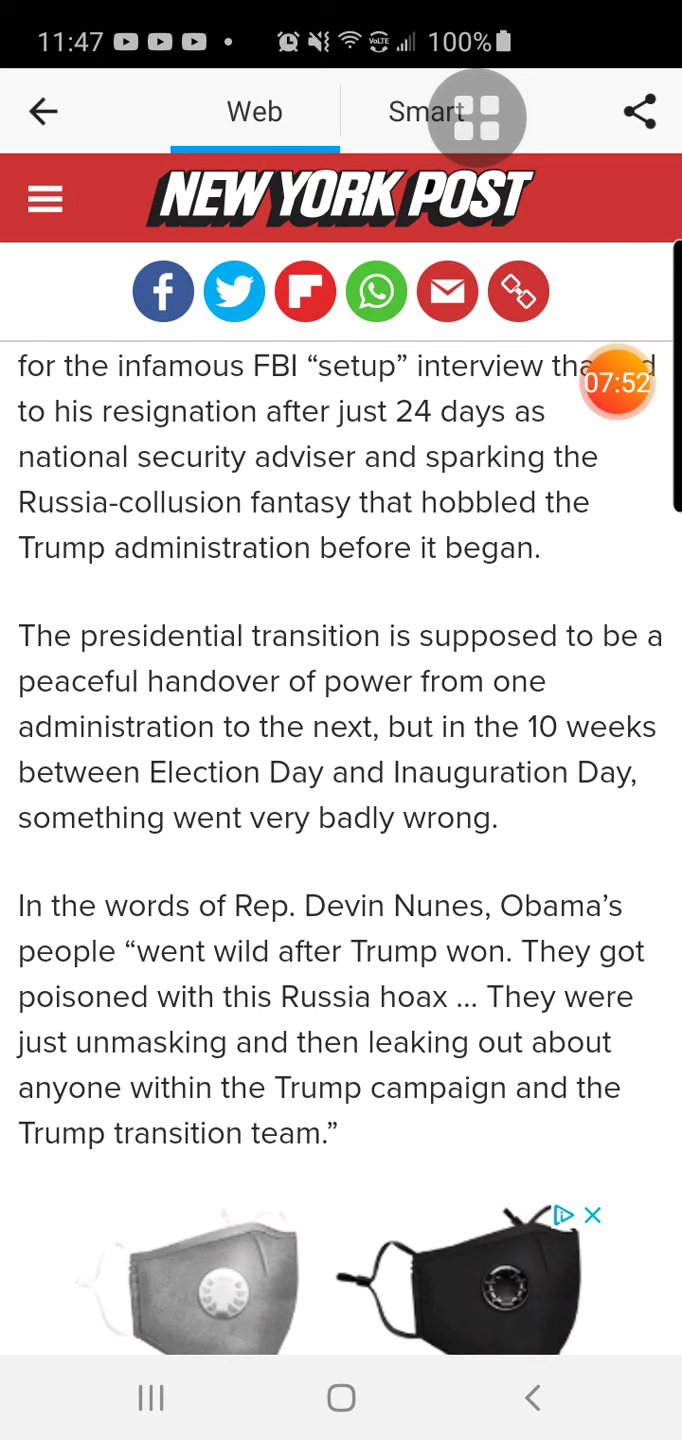 11:47 VoLTE 100%
Web Smart
NEW YORK POST
for the infamous FBI “setup” interview
07:52
to his resignation after just 24 days as
national security adviser and sparking the
Russia-collusion fantasy that hobbled the
Trump administration before it began.
The presidential transition is supposed to be a
peaceful handover of power from one
administration to the next, but in the 10 weeks
between Election Day and Inauguration Day,
something went very badly wrong.
In the words of Rep. Devin Nunes, Obama’s
people “went wild after Trump won. They got
poisoned with this Russia hoax ... They were
just unmasking and then leaking out about
anyone within the Trump campaign and the
Trump transition team.”